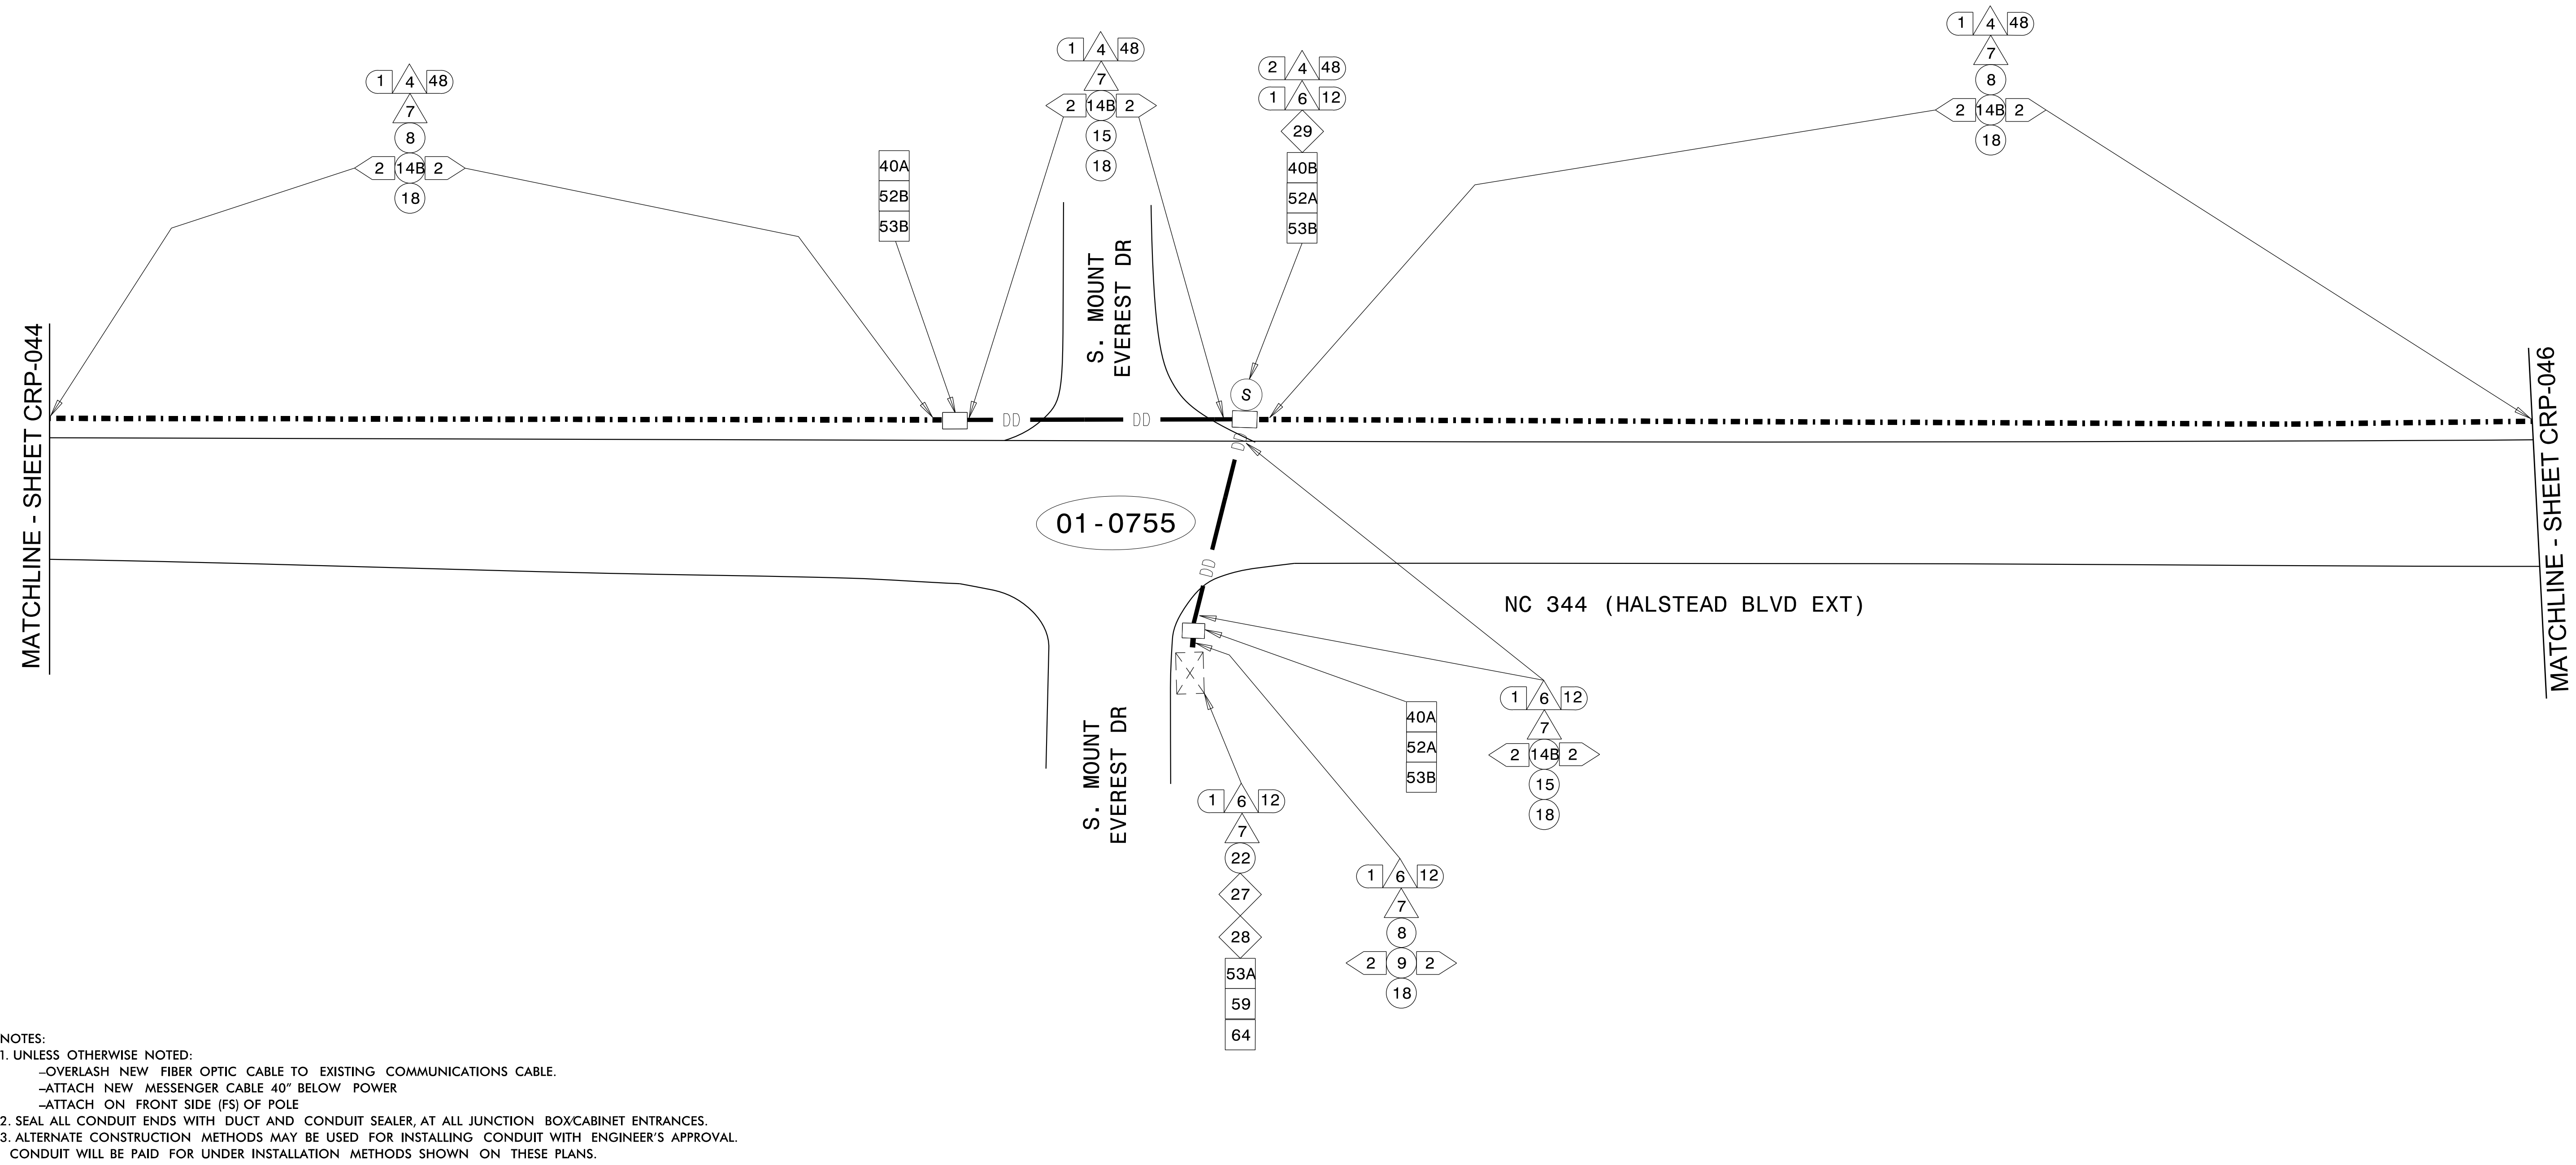 1 4 48
7
8
2 14B 2
18
40A
52B
53B
1 4 48
7
2 14B 2
15
18
2 4 48
1 6 12
29
40B
52A
53B
1 4 48
7
8
2 14B 2
18
S. MOUNT
EVEREST DR
MATCHLINE - SHEET CRP-044
MATCHLINE - SHEET CRP-046
S
DD
DD
DD
01-0755
DD
NC 344 (HALSTEAD BLVD EXT)
X
S. MOUNT
EVEREST DR
40A
52A
53B
1 6 12
7
2 14B 2
15
18
1 6 12
7
22
27
28
53A
59
64
1 6 12
7
8
2 9 2
18
NOTES:
1. UNLESS OTHERWISE NOTED:
–OVERLASH NEW FIBER OPTIC CABLE TO EXISTING COMMUNICATIONS CABLE.
–ATTACH NEW MESSENGER CABLE 40" BELOW POWER
–ATTACH ON FRONT SIDE (FS) OF POLE
2. SEAL ALL CONDUIT ENDS WITH DUCT AND CONDUIT SEALER, AT ALL JUNCTION BOX/CABINET ENTRANCES.
3. ALTERNATE CONSTRUCTION METHODS MAY BE USED FOR INSTALLING CONDUIT WITH ENGINEER'S APPROVAL.
CONDUIT WILL BE PAID FOR UNDER INSTALLATION METHODS SHOWN ON THESE PLANS.